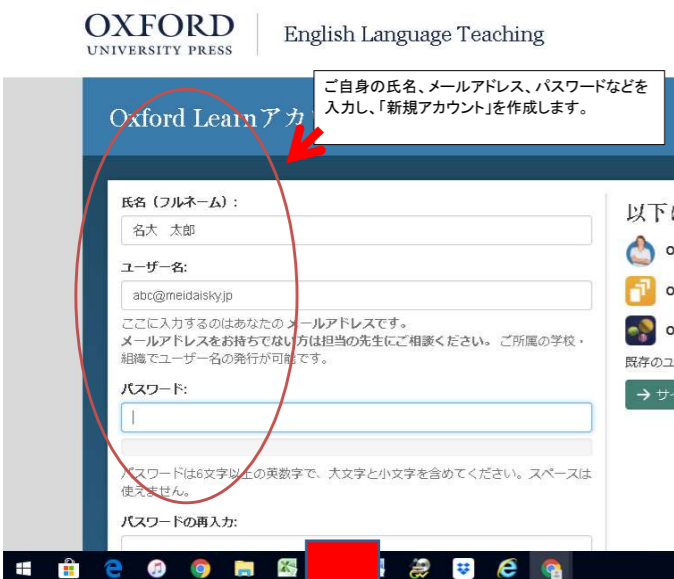 OXFORD
UNIVERSITY PRESS
English Language Teaching
ご自身の氏名、メールアドレス、パスワードなどを
入力し、「新規アカウント」を作成します。
Oxford Learnアカ
氏名（フルネーム）:
名大 太郎
ユーザー名:
abc@meidaisky.jp
ここに入力するのはあなたの メールアドレスです。
メールアドレスをお持ちでない方は担当の先生にご相談ください。 ご所属の学校・
組織でユーザー名の発行が可能です。
パスワード:
パスワードは6文字以上の英数字で、大文字と小文字を含めてください。スペースは
使えません。
パスワードの再入力:
以下に
O
O
O
既存のユ
→ サイ